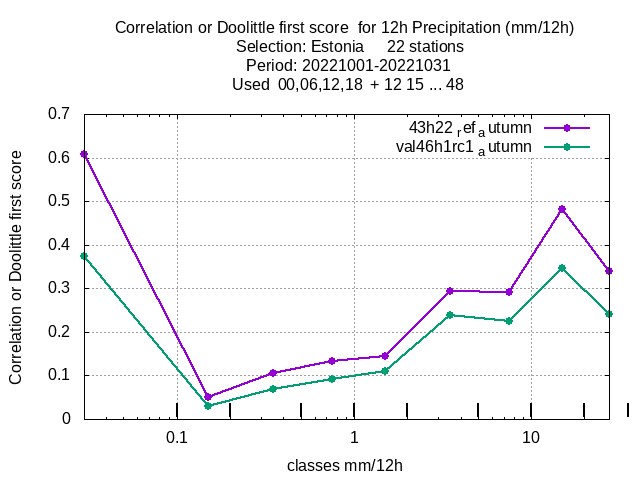 Correlation or Doolittle first score  for 12h Precipitation (mm/12h)
Selection: Estonia     22 stations
Period: 20221001-20221031
Used  00,06,12,18  + 12 15 ... 48
43h22 ref a utumn
val46h1rc1 a utumn
Correlation or Doolittle first score
0.7
0.6
0.5
0.4
0.3
0.2
0.1
0
0.1
1
10
classes mm/12h